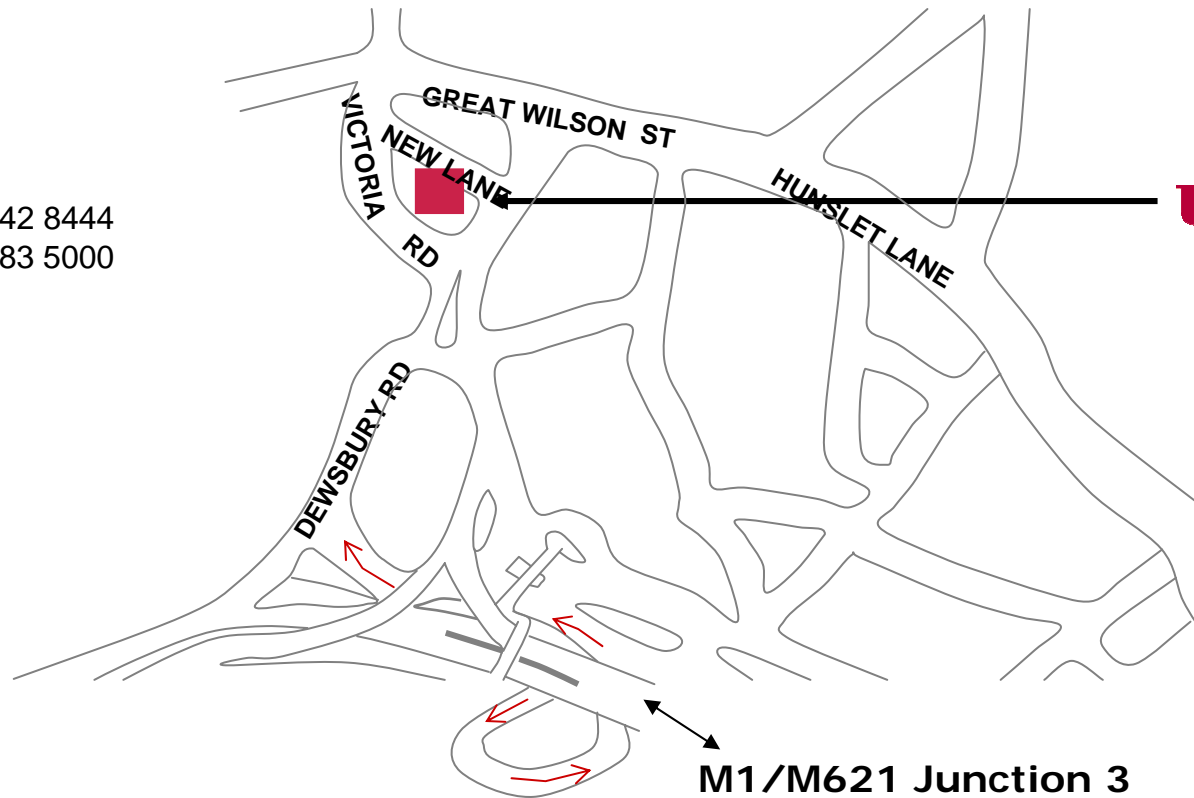 GREAT WILSON ST
VICTORIA RD
NEW LANE
HUNSLET LANE
42 8444
83 5000
DEWSBURY RD
M1/M621 Junction 3